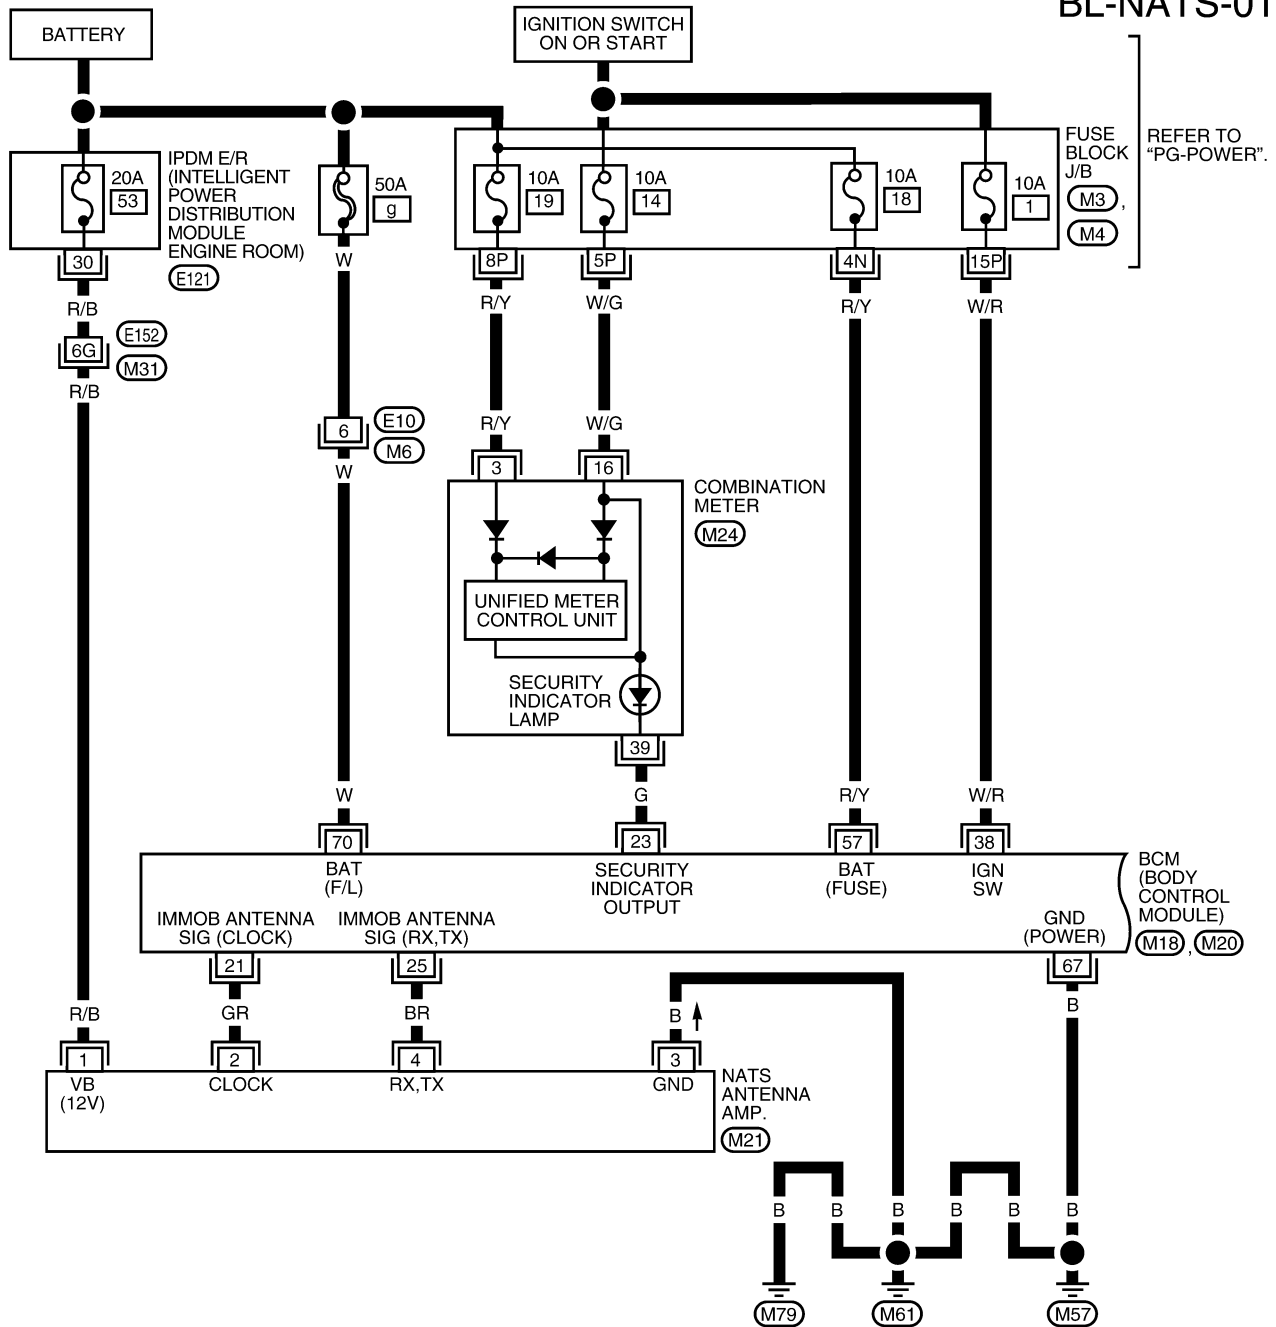 BL-NATS-01
BATTERY
IGNITION SWITCH
ON OR START
IPDM E/R
(INTELLIGENT
POWER
DISTRIBUTION
MODULE
ENGINE ROOM)
E121
20A
53
50A
g
10A
19
10A
14
10A
18
10A
1
FUSE
BLOCK
J/B
M3 ,
M4
REFER TO
“PG-POWER”.
30
W
8P
5P
4N
15P
R/B
R/Y
W/G
R/Y
W/R
6G
E152
M31
R/B
6
E10
M6
W
R/Y
W/G
3
16
COMBINATION
METER
M24
UNIFIED METER
CONTROL UNIT
SECURITY
INDICATOR
LAMP
39
W
G
R/Y
W/R
70
23
57
38
BAT
(F/L)
SECURITY
INDICATOR
OUTPUT
BAT
(FUSE)
IGN
SW
BCM
(BODY
CONTROL
MODULE)
M18 , M20
IMMOB ANTENNA
SIG (CLOCK)
IMMOB ANTENNA
SIG (RX,TX)
GND
(POWER)
21
25
67
R/B
GR
BR
B
B
1
2
4
3
VB
(12V)
CLOCK
RX,TX
GND
NATS
ANTENNA
AMP.
M21
B
B
B
B
B
B
M79
M61
M57